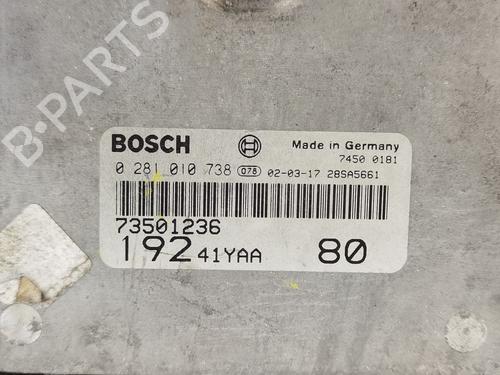 B-PARTS
BOSCH
Made in Germany
7450 0181
0 281 010 738 078 02-03-17 28SA5661
73501236
192 41YAA 80